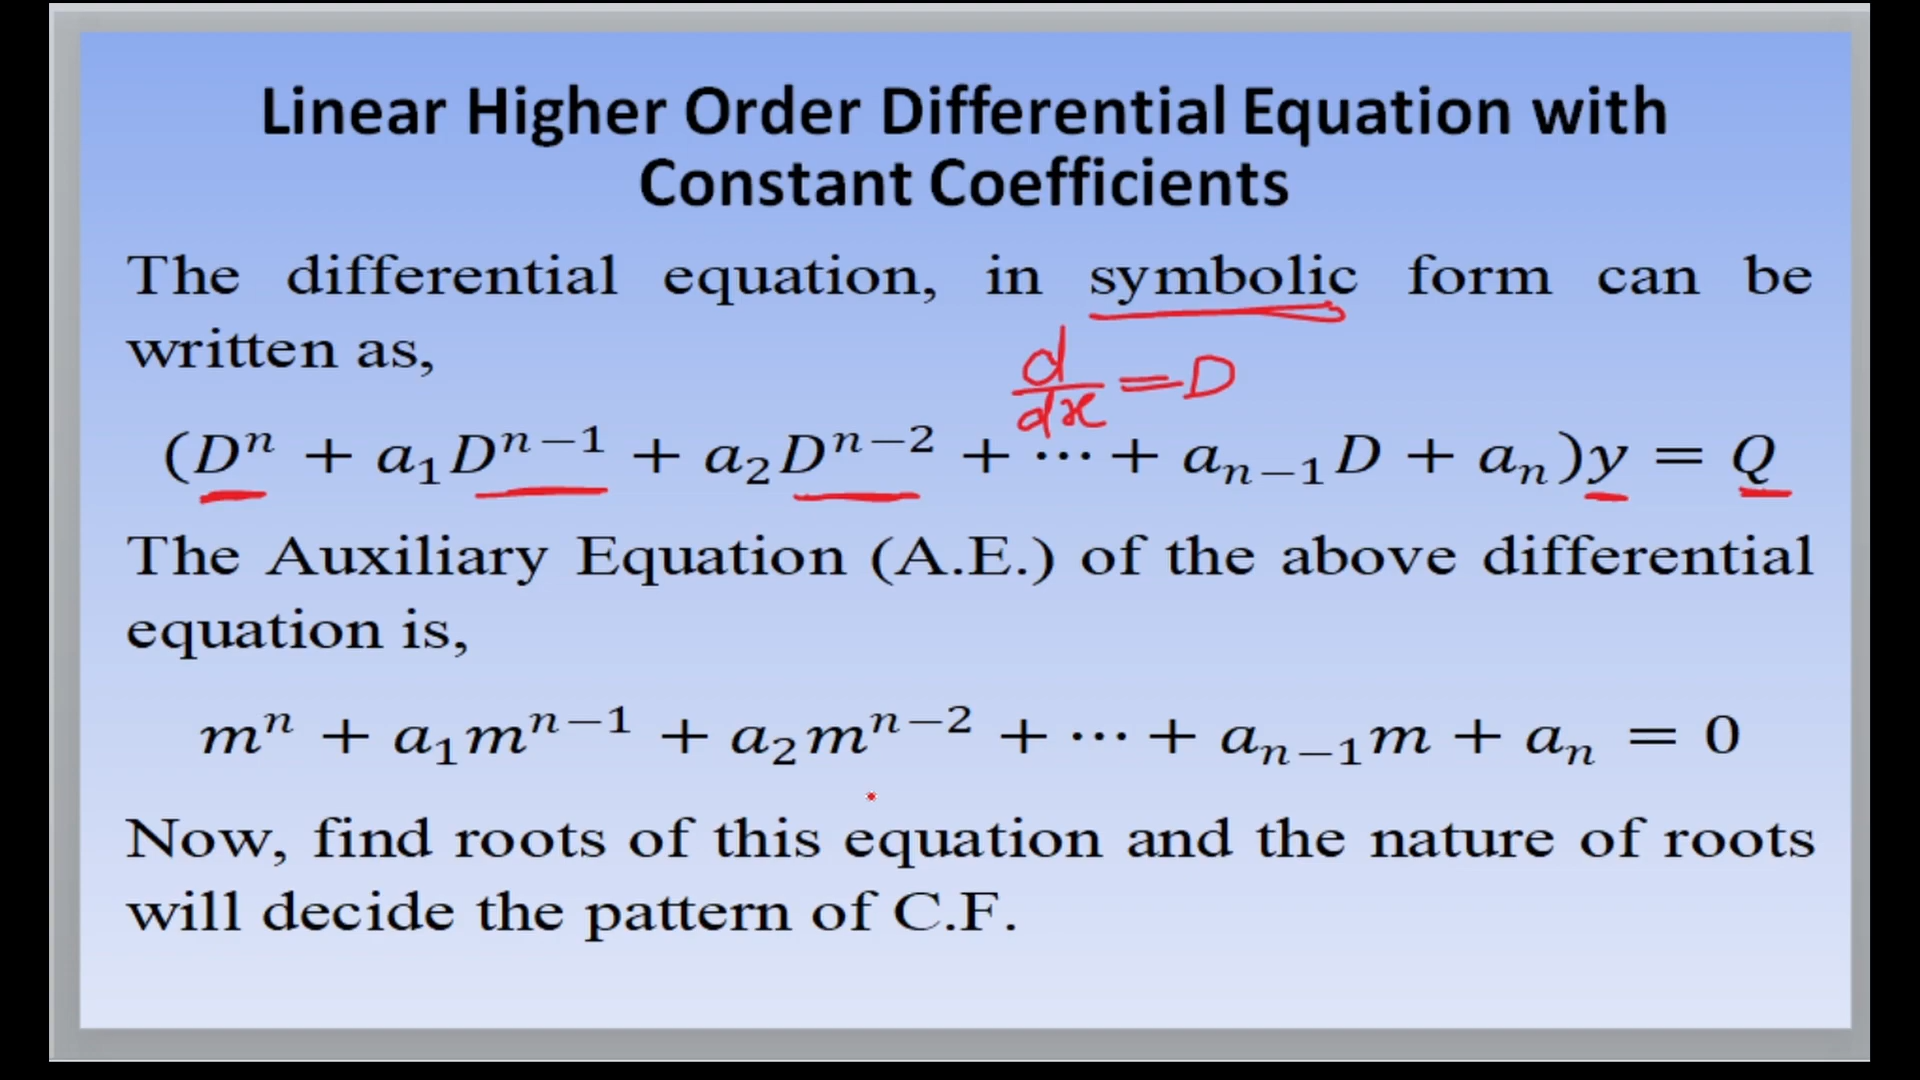 Linear Higher Order Differential Equation with
Constant Coefficients
The differential equation, in symbolic form can be
written as,
d/dx = D
(Dⁿ + a₁Dⁿ⁻¹ + a₂Dⁿ⁻² + ⋯ + aₙ₋₁D + aₙ)y = Q
The Auxiliary Equation (A.E.) of the above differential
equation is,
mⁿ + a₁mⁿ⁻¹ + a₂mⁿ⁻² + ⋯ + aₙ₋₁m + aₙ = 0
Now, find roots of this equation and the nature of roots
will decide the pattern of C.F.